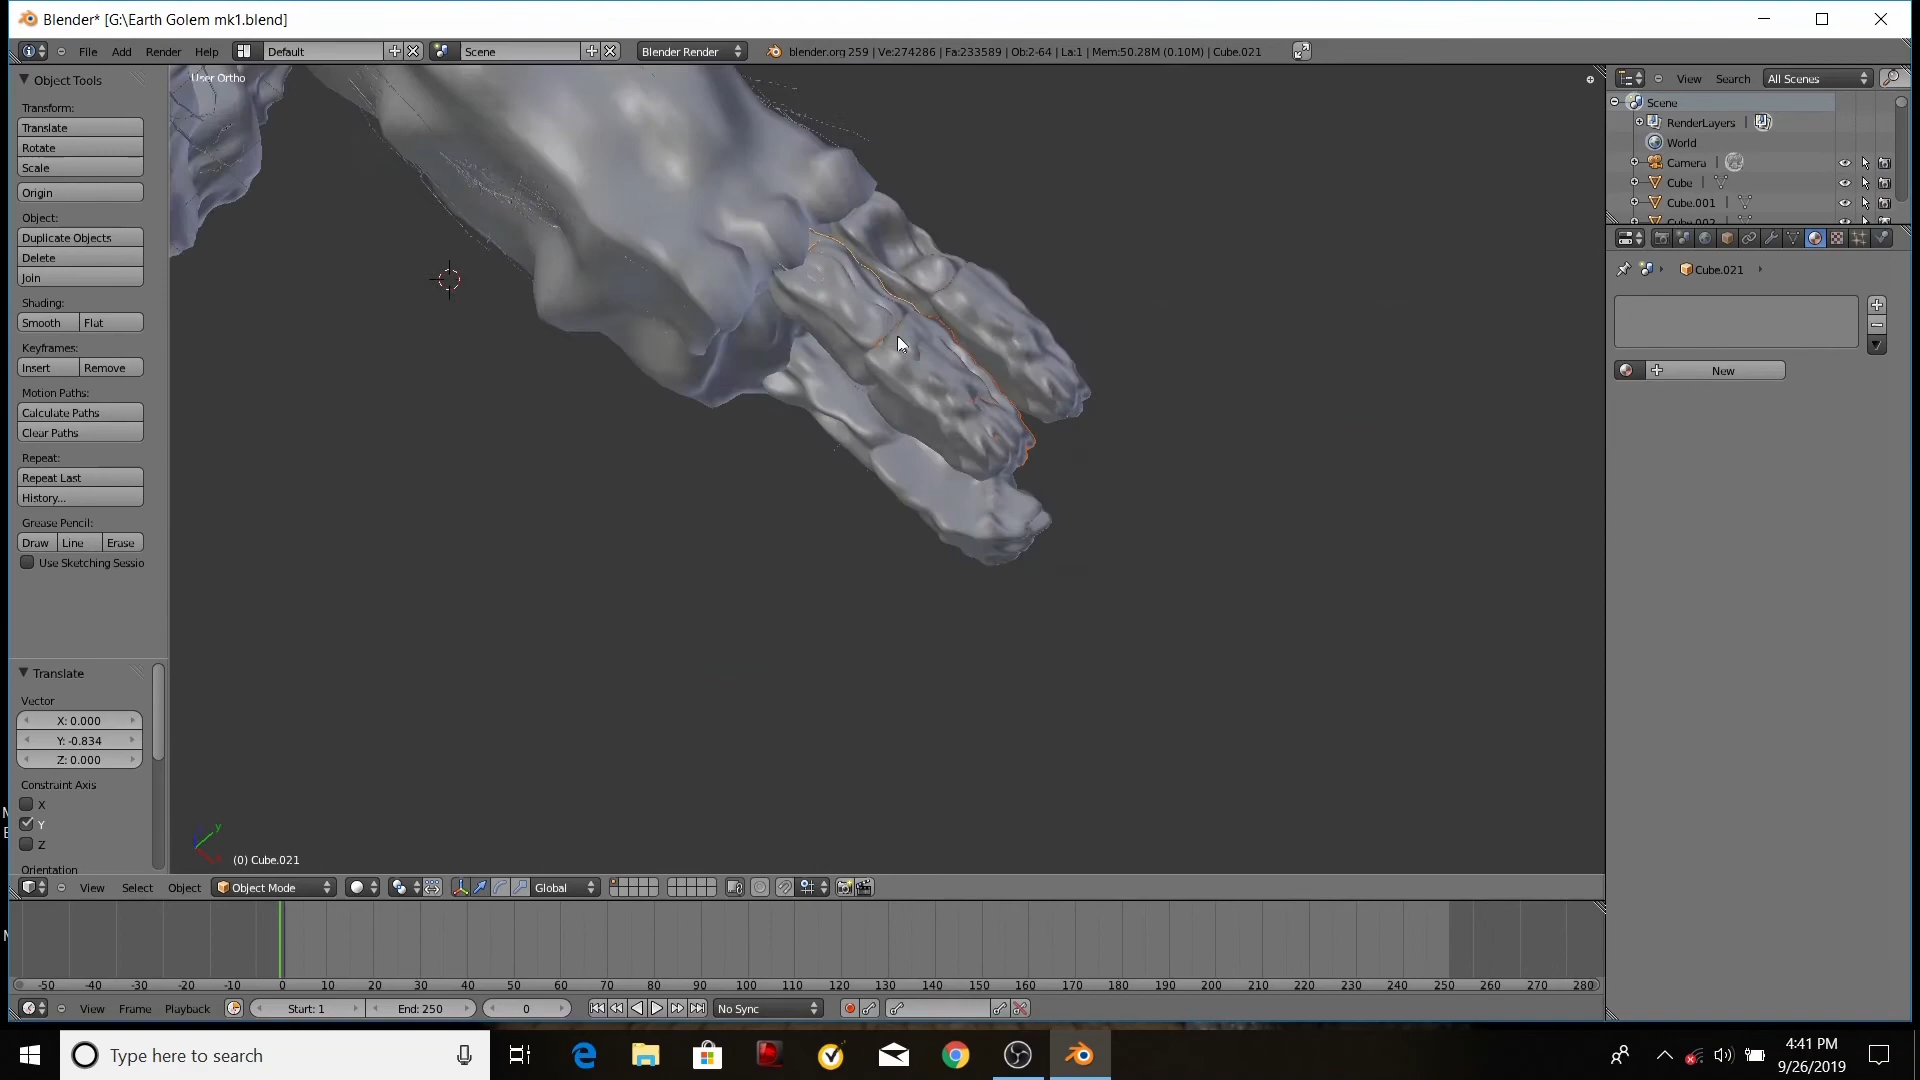 Blender* [G:\Earth Golem mk1.blend]
File Add Render Help Default Scene Blender Render blender.org 259 | Ve:274286 | Fa:233589 | Ob:2-64 | La:1 | Mem:50.28M (0.10M) | Cube.021
Object Tools
User Ortho
View Search All Scenes
Scene
RenderLayers
World
Camera
Cube
Cube.001
Cube.002
Cube.021
New
Transform:
Translate
Rotate
Scale
Origin
Object:
Duplicate Objects
Delete
Join
Shading:
Smooth Flat
Keyframes:
Insert Remove
Motion Paths:
Calculate Paths
Clear Paths
Repeat:
Repeat Last
History...
Grease Pencil:
Draw Line Erase
Use Sketching Sessio
Translate
Vector
X: 0.000
Y: -0.834
Z: 0.000
Constraint Axis
X
Y
Z
Orientation
y
(0) Cube.021
View Select Object Object Mode Global
-50 -40 -30 -20 -10 0 10 20 30 40 50 60 70 80 90 100 110 120 130 140 150 160 170 180 190 200 210 220 230 240 250 260 270 280
View Frame Playback Start: 1 End: 250 0 No Sync
Type here to search
4:41 PM
9/26/2019